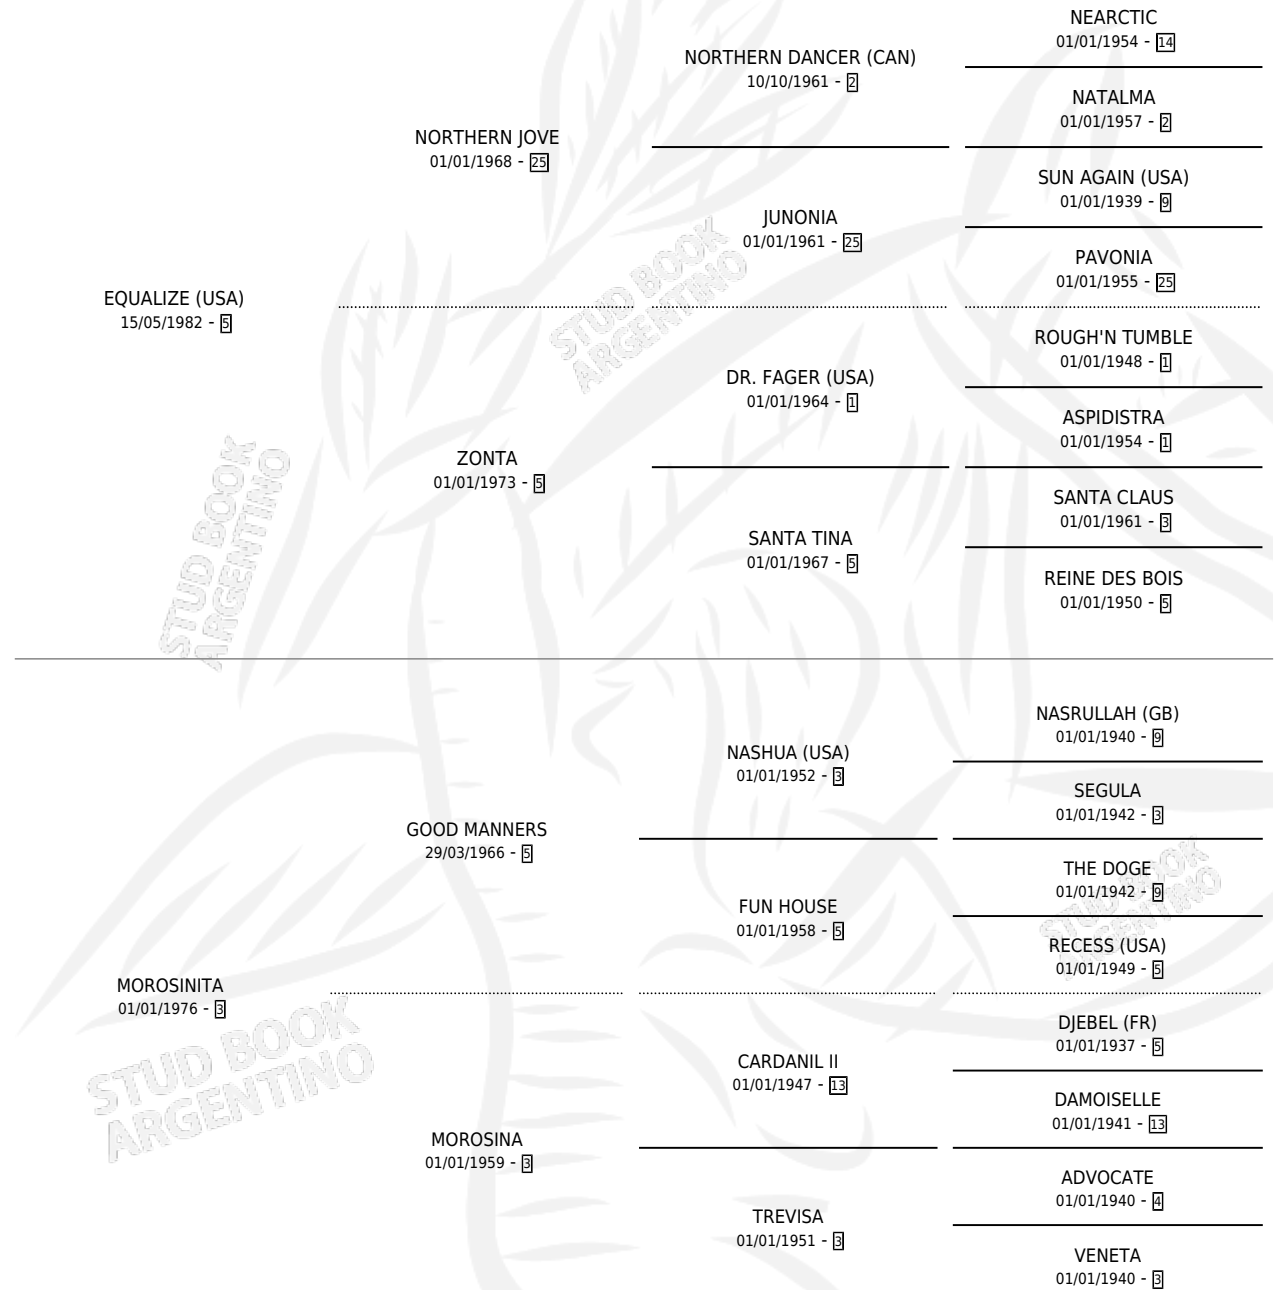 NEARCTIC
01/01/1954 - 14
NORTHERN DANCER (CAN)
10/10/1961 - 2
NATALMA
01/01/1957 - 2
NORTHERN JOVE
01/01/1968 - 25
SUN AGAIN (USA)
01/01/1939 - 9
JUNONIA
01/01/1961 - 25
PAVONIA
01/01/1955 - 25
EQUALIZE (USA)
15/05/1982 - 5
STUD BOOK
ARGENTINO
ROUGH'N TUMBLE
01/01/1948 - 1
DR. FAGER (USA)
01/01/1964 - 1
ASPIDISTRA
01/01/1954 - 1
ZONTA
01/01/1973 - 5
SANTA CLAUS
01/01/1961 - 3
SANTA TINA
01/01/1967 - 5
REINE DES BOIS
01/01/1950 - 5
STUD BOOK
ARGENTINO
NASRULLAH (GB)
01/01/1940 - 9
NASHUA (USA)
01/01/1952 - 3
SEGULA
01/01/1942 - 3
GOOD MANNERS
29/03/1966 - 5
THE DOGE
01/01/1942 - 9
FUN HOUSE
01/01/1958 - 5
RECESS (USA)
01/01/1949 - 5
STUD BOOK
ARGENTINO
MOROSINITA
01/01/1976 - 3
DJEBEL (FR)
01/01/1937 - 5
CARDANIL II
01/01/1947 - 13
DAMOISELLE
01/01/1941 - 13
MOROSINA
01/01/1959 - 3
ADVOCATE
01/01/1940 - 4
TREVISA
01/01/1951 - 3
VENETA
01/01/1940 - 3
STUD BOOK
ARGENTINO